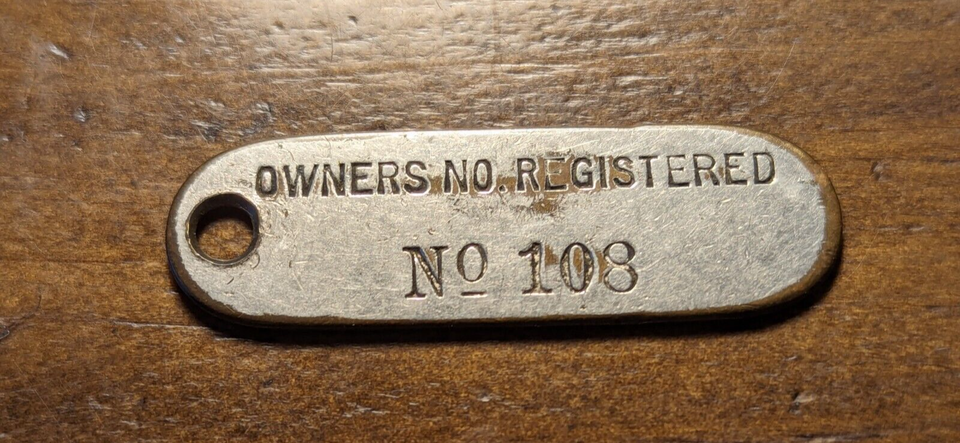 OWNERS NO. REGISTERED
No 108